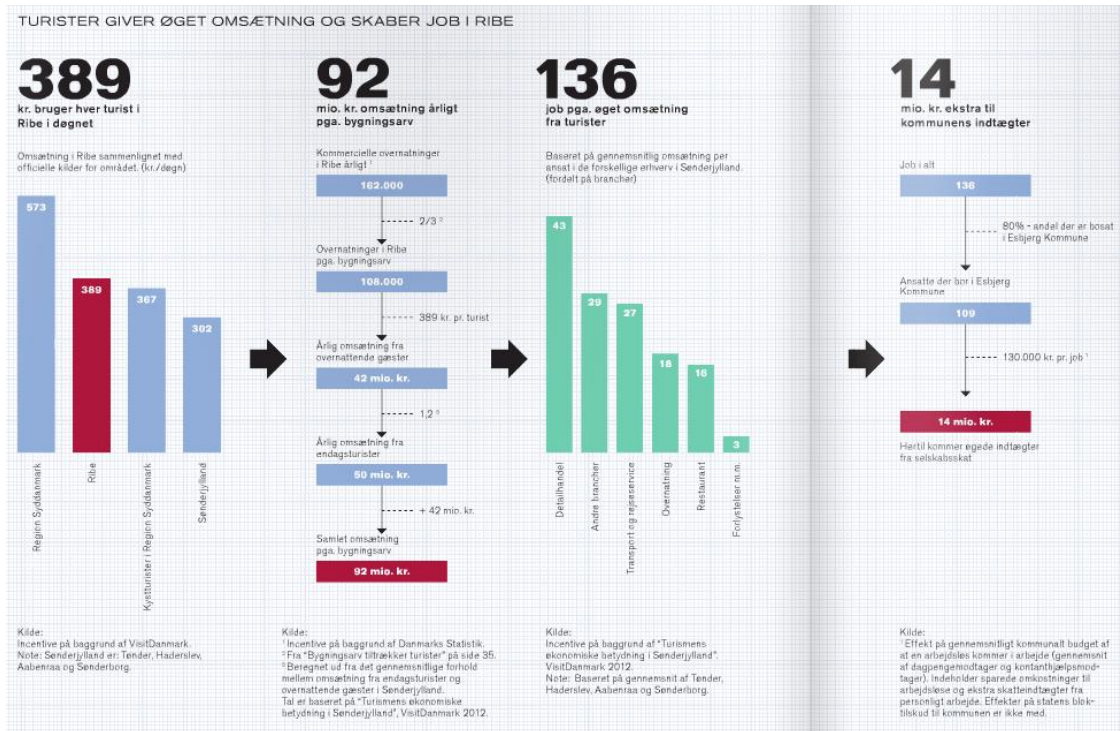 TURISTER GIVER ØGET OMSÆTNING OG SKABER JOB I RIBE
389
kr. bruger hver turist i
Ribe i døgnet
Omsætning i Ribe sammenlignet med
officielle kilder for området. (kr./døgn)
573
389
367
302
Region Syddanmark
Ribe
Kystturister i Region Syddanmark
Sønderjylland
Kilde:
Incentive på baggrund af VisitDanmark.
Note: Sønderjylland er: Tønder, Haderslev,
Aabenraa og Sønderborg.
92
mio. kr. omsætning årligt
pga. bygningsarv
Kommercielle overnatninger
i Ribe årligt ¹
162.000
2/3 ²
Overnatninger i Ribe
pga. bygningsarv
108.000
389 kr. pr. turist
Årlig omsætning fra
overnattende gæster
42 mio. kr.
1,2 ³
Årlig omsætning fra
endagsturister
50 mio. kr.
+ 42 mio. kr.
Samlet omsætning
pga. bygningsarv
92 mio. kr.
Kilde:
¹ Incentive på baggrund af Danmarks Statistik.
² Fra "Bygningsarv tiltrækker turister" på side 35.
³ Beregnet ud fra det gennemsnitlige forhold
mellem omsætning fra endagsturister og
overnattende gæster i Sønderjylland.
Tal er baseret på "Turismens økonomiske
betydning i Sønderjylland", VisitDanmark 2012.
136
job pga. øget omsætning
fra turister
Baseret på gennemsnitlig omsætning per
ansat i de forskellige erhverv i Sønderjylland.
(fordelt på brancher)
43
29
27
18
16
3
Detailhandel
Andre brancher
Transport og rejseservice
Overnatning
Restaurant
Forlystelser m.m.
Kilde:
Incentive på baggrund af "Turismens
økonomiske betydning i Sønderjylland".
VisitDanmark 2012.
Note: Baseret på gennemsnit af Tønder,
Haderslev, Aabenraa og Sønderborg.
14
mio. kr. ekstra til
kommunens indtægter
Job i alt
136
80% - andel der er bosat
i Esbjerg Kommune
Ansatte der bor i Esbjerg
Kommune
109
130.000 kr. pr. job ¹
14 mio. kr.
Hertil kommer øgede indtægter
fra selskabsskat
Kilde:
¹ Effekt på gennemsnitligt kommunalt budget af
at en arbejdsløs kommer i arbejde (gennemsnit
af dagpengemodtager og kontanthjælpsmod-
tager). Indeholder sparede omkostninger til
arbejdsløse og ekstra skatteindtægter fra
personligt arbejde. Effekter på statens blok-
tilskud til kommunen er ikke med.